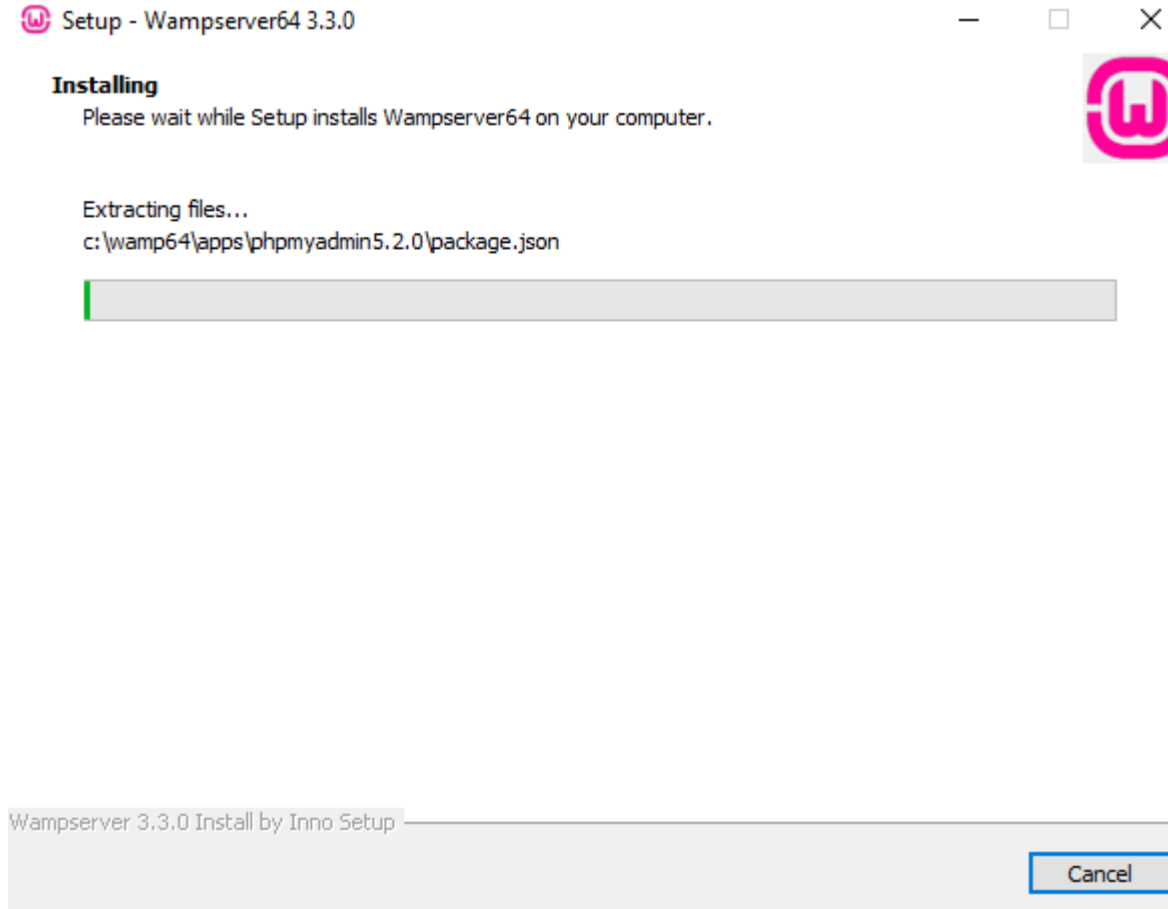 Setup - Wampserver64 3.3.0
Installing
Please wait while Setup installs Wampserver64 on your computer.
Extracting files...
c:\wamp64\apps\phpmyadmin5.2.0\package.json
Wampserver 3.3.0 Install by Inno Setup
Cancel